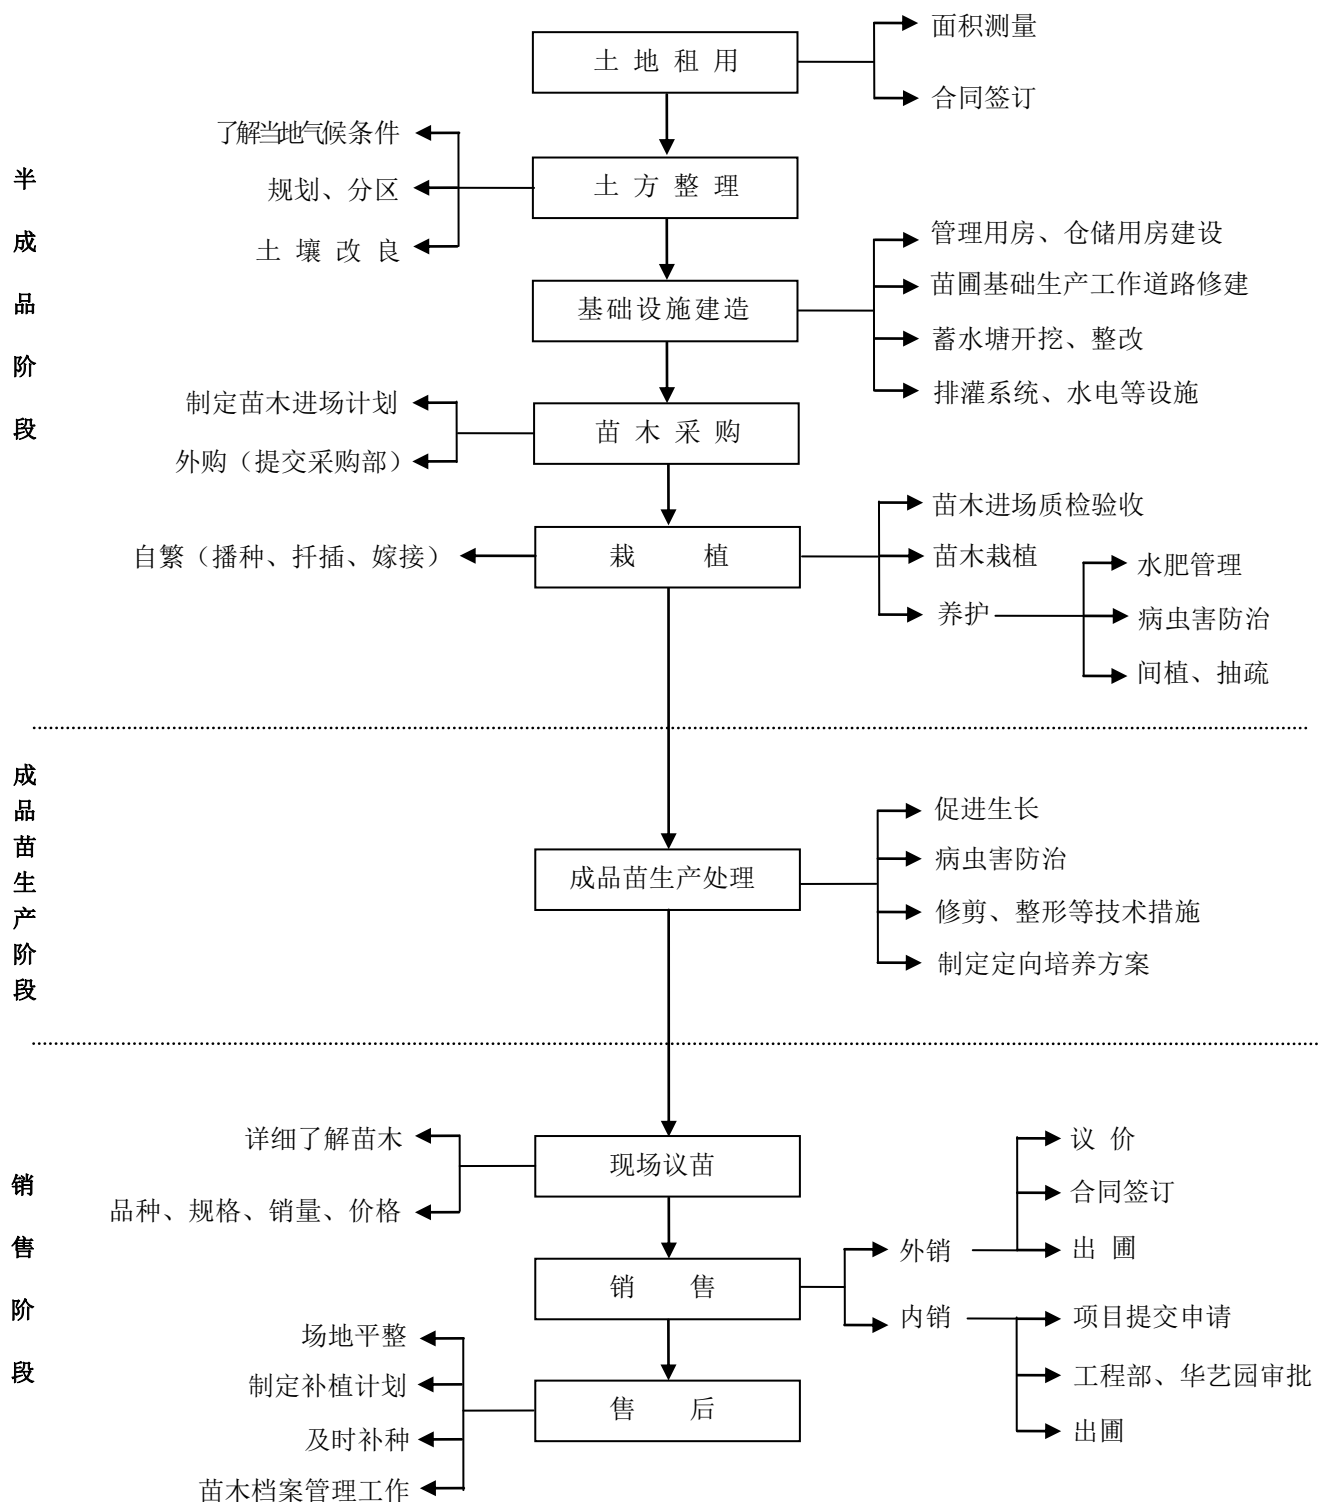 面积测量
土 地 租 用
合同签订
了解当地气候条件
半
成
品
阶
段
规划、分区
土 方 整 理
土 壤 改 良
管理用房、仓储用房建设
苗圃基础生产工作道路修建
基础设施建造
蓄水塘开挖、整改
排灌系统、水电等设施
制定苗木进场计划
苗 木 采 购
外购（提交采购部）
苗木进场质检验收
自繁（播种、扦插、嫁接）
栽 植
苗木栽植
养护
水肥管理
病虫害防治
间植、抽疏
成
品
苗
生
产
阶
段
促进生长
成品苗生产处理
病虫害防治
修剪、整形等技术措施
制定定向培养方案
销
售
阶
段
详细了解苗木
现场议苗
品种、规格、销量、价格
议 价
合同签订
出 圃
外销
销 售
内销
项目提交申请
工程部、华艺园审批
出圃
场地平整
制定补植计划
售 后
及时补种
苗木档案管理工作